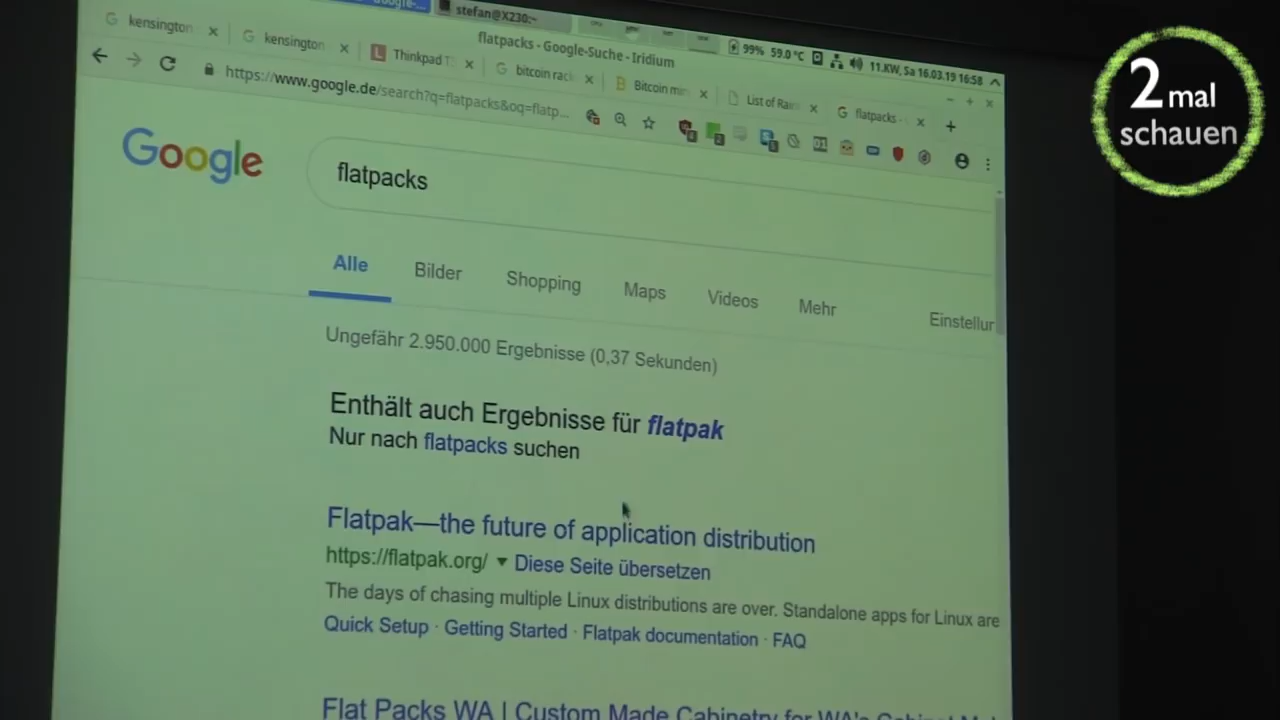 stefan@X230:~
flatpacks - Google-Suche - Iridium
99% 59.0°C 11.KW, Sa 16.03.19 16:58
kensington
kensington
Thinkpad
bitcoin
Bitcoin
List of
flatpacks -
https://www.google.de/search?q=flatpacks&oq=flatp...
2mal
schauen
Google
flatpacks
Alle Bilder Shopping Maps Videos Mehr Einstellur
Ungefähr 2.950.000 Ergebnisse (0,37 Sekunden)
Enthält auch Ergebnisse für flatpak
Nur nach flatpacks suchen
Flatpak—the future of application distribution
https://flatpak.org/ ▼ Diese Seite übersetzen
The days of chasing multiple Linux distributions are over. Standalone apps for Linux are
Quick Setup · Getting Started · Flatpak documentation · FAQ
Flat Packs WA | Custom Made Cabinetry for WA's